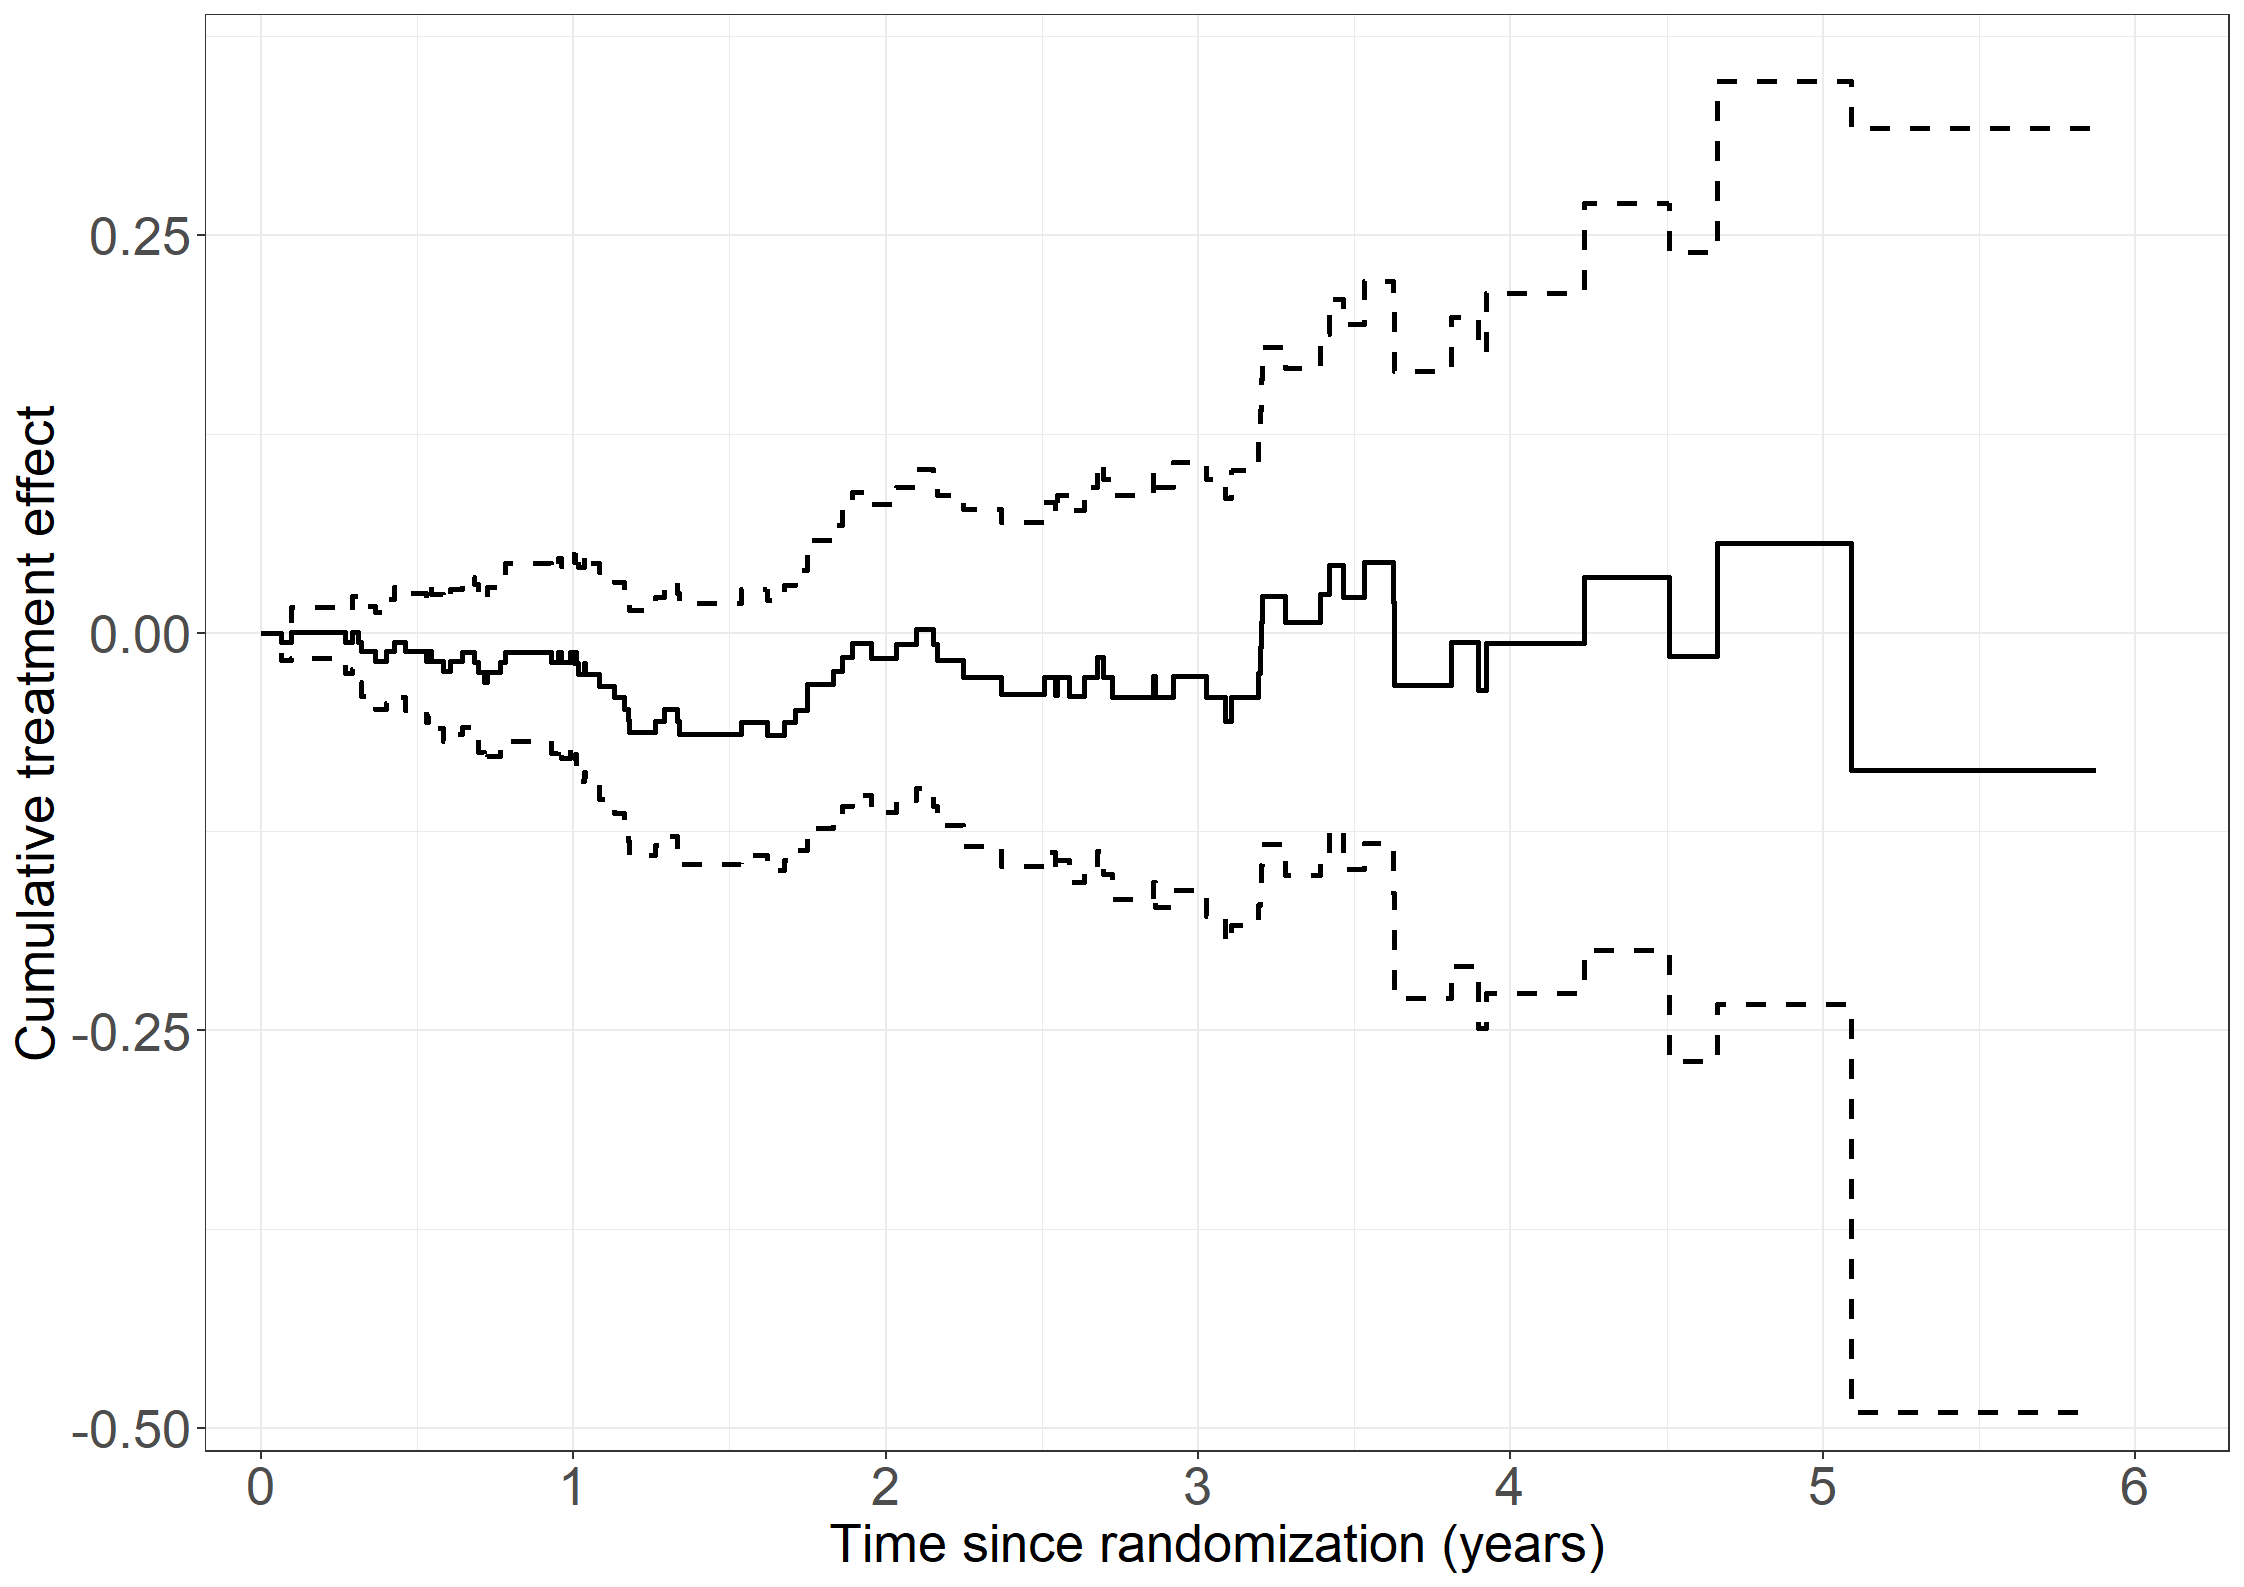 Cumulative treatment effect
0.25
0.00
-0.25
-0.50
0 1 2 3 4 5 6
Time since randomization (years)